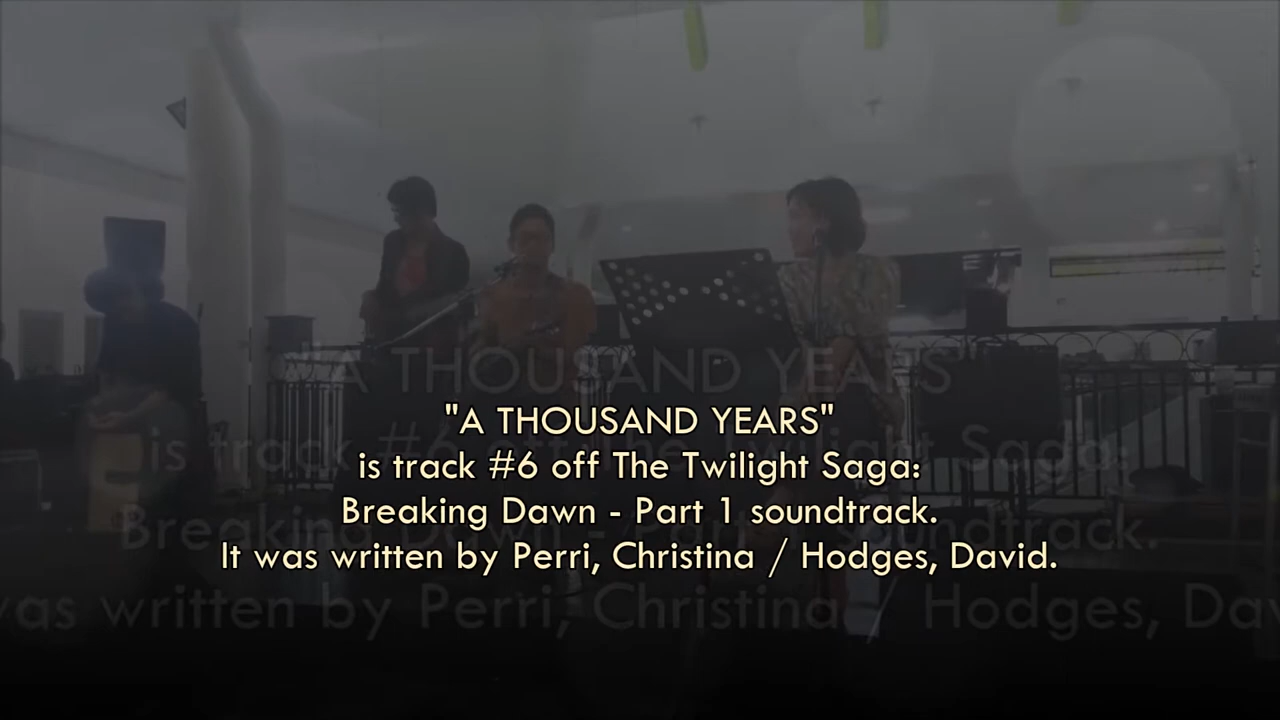 "A THOUSAND YEARS"
is track #6 off The Twilight Saga:
Breaking Dawn - Part 1 soundtrack.
It was written by Perri, Christina / Hodges, David.